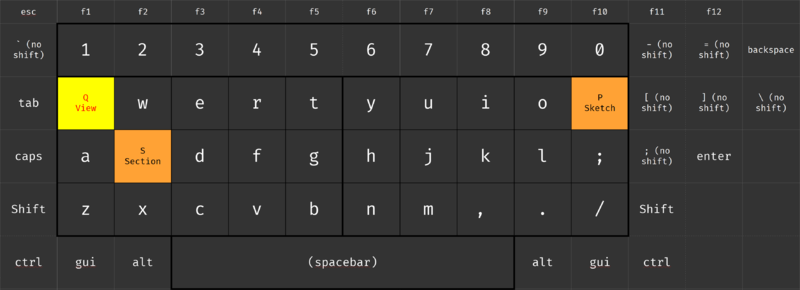 esc f1 f2 f3 f4 f5 f6 f7 f8 f9 f10 f11 f12
` (no shift) 1 2 3 4 5 6 7 8 9 0 - (no shift) = (no shift) backspace
tab Q View w e r t y u i o P Sketch [ (no shift) ] (no shift) \ (no shift)
caps a S Section d f g h j k l ; ; (no shift) enter
Shift z x c v b n m , . / Shift
ctrl gui alt (spacebar) alt gui ctrl